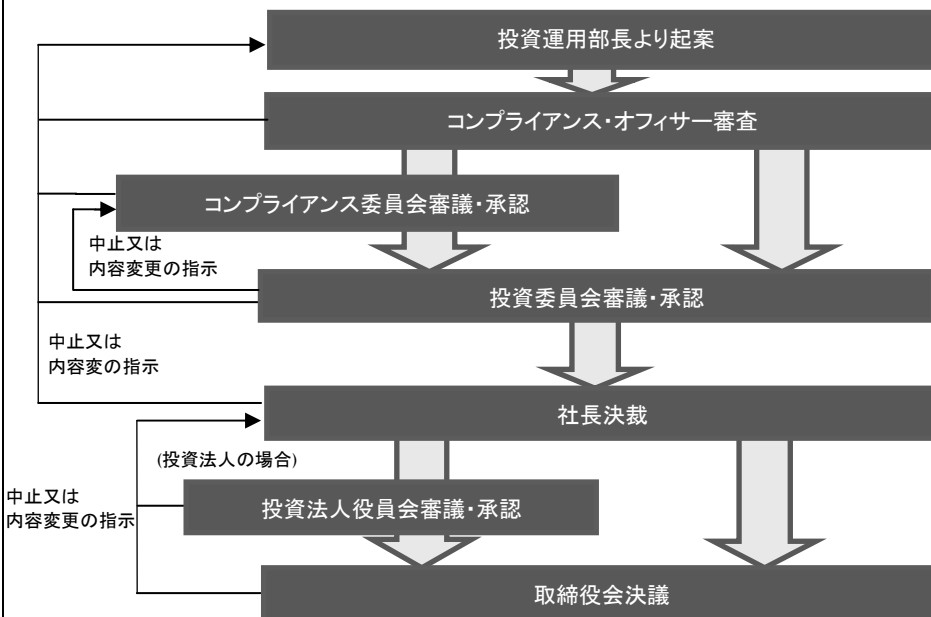 投資運用部長より起案
コンプライアンス・オフィサー審査
コンプライアンス委員会審議・承認
中止又は
内容変更の指示
投資委員会審議・承認
中止又は
内容変の指示
社長決裁
(投資法人の場合)
中止又は
内容変更の指示
投資法人役員会審議・承認
取締役会決議